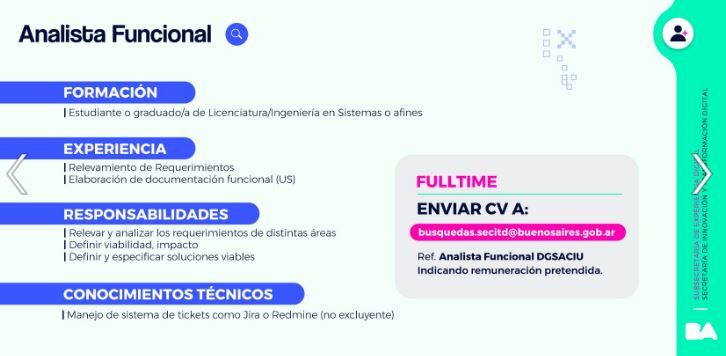 Analista Funcional
FORMACIÓN
| Estudiante o graduado/a de Licenciatura/Ingeniería en Sistemas o afines
EXPERIENCIA
| Relevamiento de Requerimientos
| Elaboración de documentación funcional (US)
RESPONSABILIDADES
| Relevar y analizar los requerimientos de distintas áreas
| Definir viabilidad, impacto
| Definir y especificar soluciones viables
CONOCIMIENTOS TÉCNICOS
| Manejo de sistema de tickets como Jira o Redmine (no excluyente)
FULLTIME
ENVIAR CV A:
busquedas.secitd@buenosaires.gob.ar
Ref. Analista Funcional DGSACIU
Indicando remuneración pretendida.
SUBSECRETARÍA DE EXPERIENCIA DIGITAL
SECRETARÍA DE INNOVACIÓN Y TRANSFORMACIÓN DIGITAL
BA